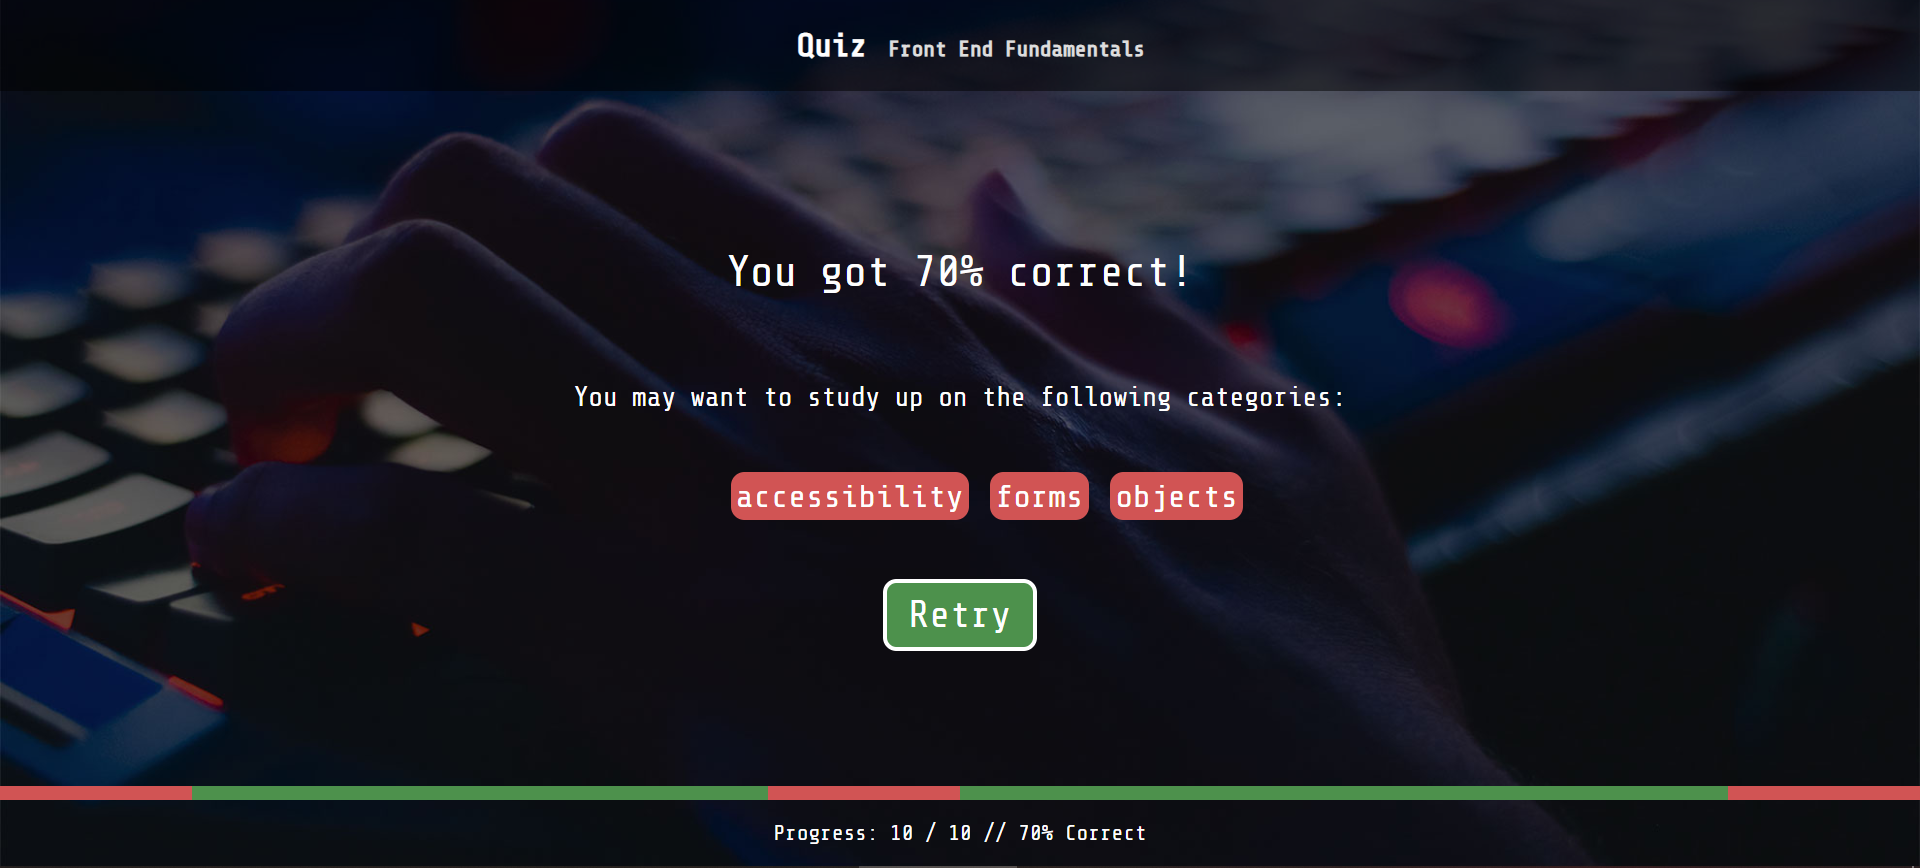 Quiz Front End Fundamentals
You got 70% correct!
You may want to study up on the following categories:
accessibility forms objects
Retry
Progress: 10 / 10 // 70% Correct